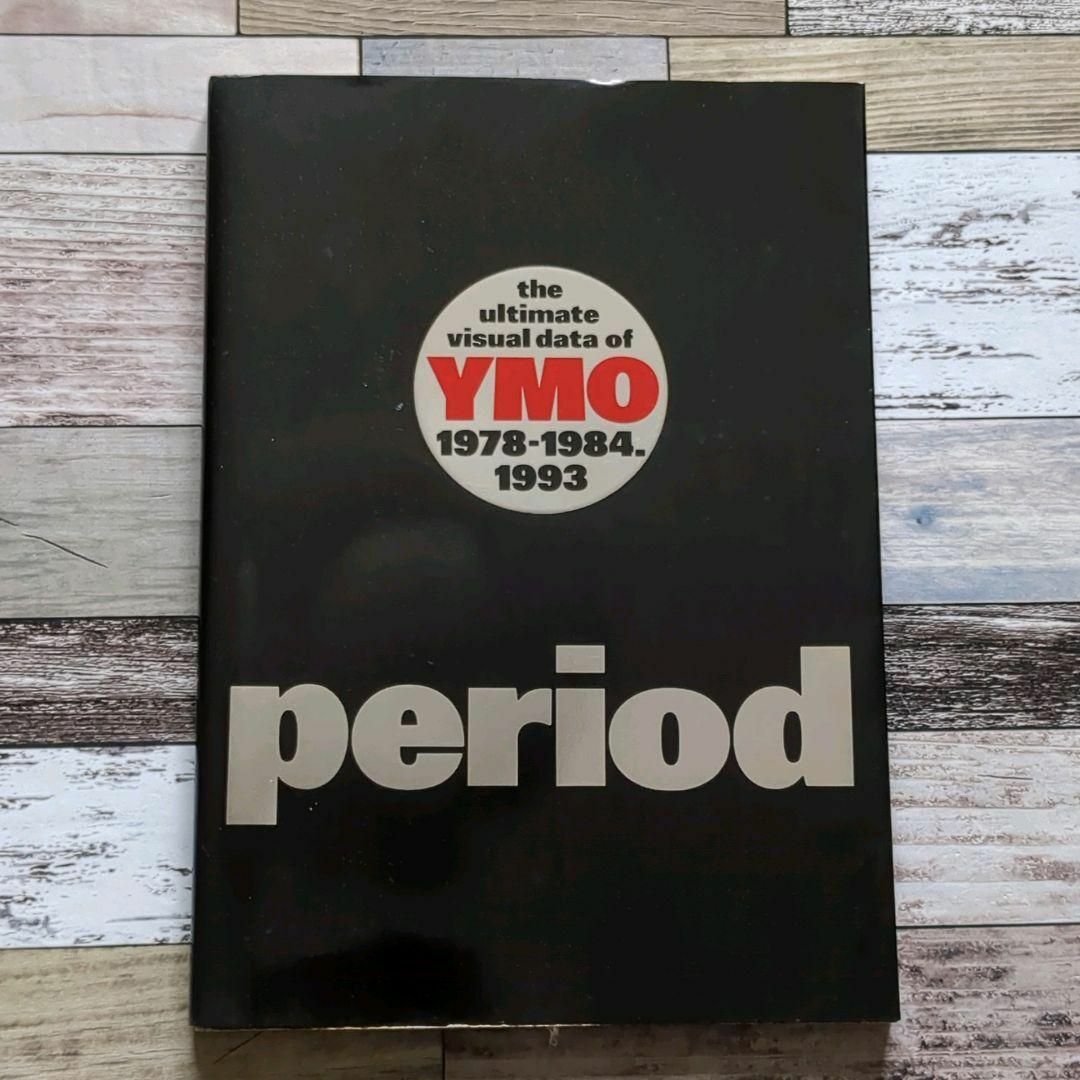 the
ultimate
visual data of
YMO
1978-1984.
1993
period